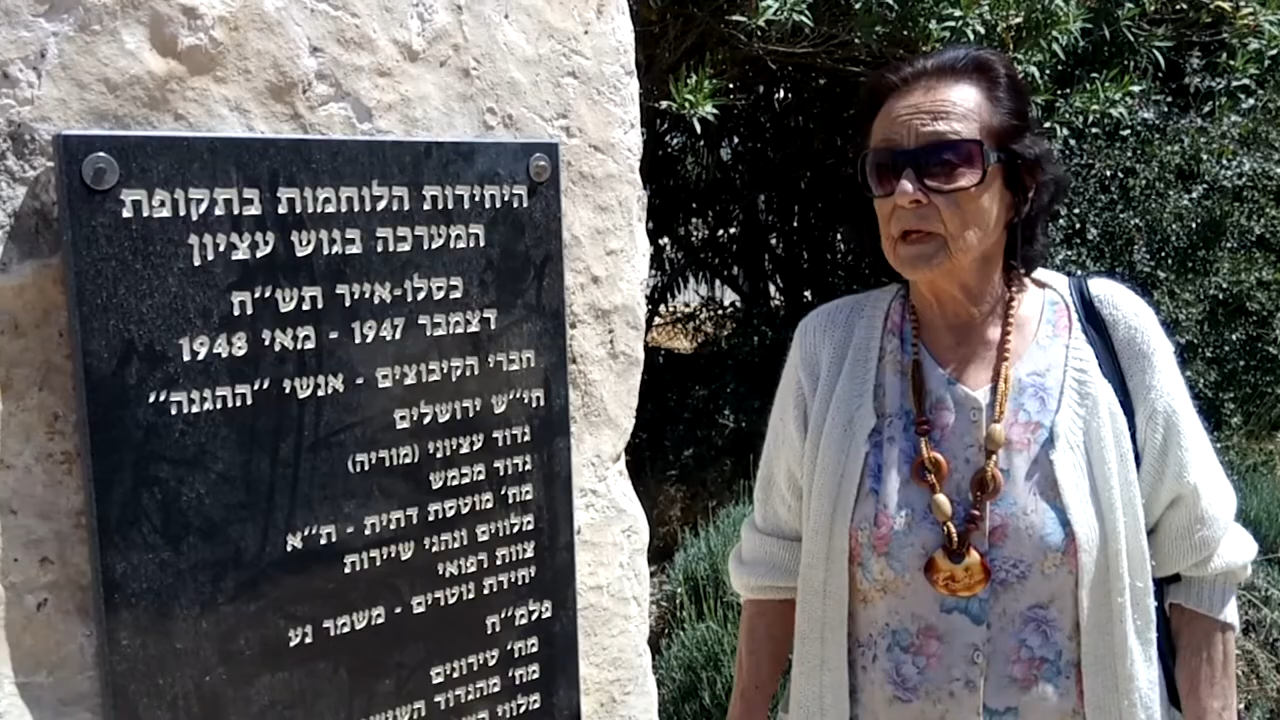 היחידות הלוחמות בתקופת
המערכה בגוש עציון
כסלו-אייר תש״ח
דצמבר 1947 - מאי 1948
חברי הקיבוצים - אנשי ״ההגנה״
חי״ש ירושלים
גדוד עציוני (מוריה)
גדוד מכמש
מח׳ מוטסת דתית - ת״א
מלווים ונהגי שיירות
צוות רפואי
יחידת נוטרים - משמר נע
פלמ״ח
מח׳ טירונים
מח׳ מהגדוד
מלווי